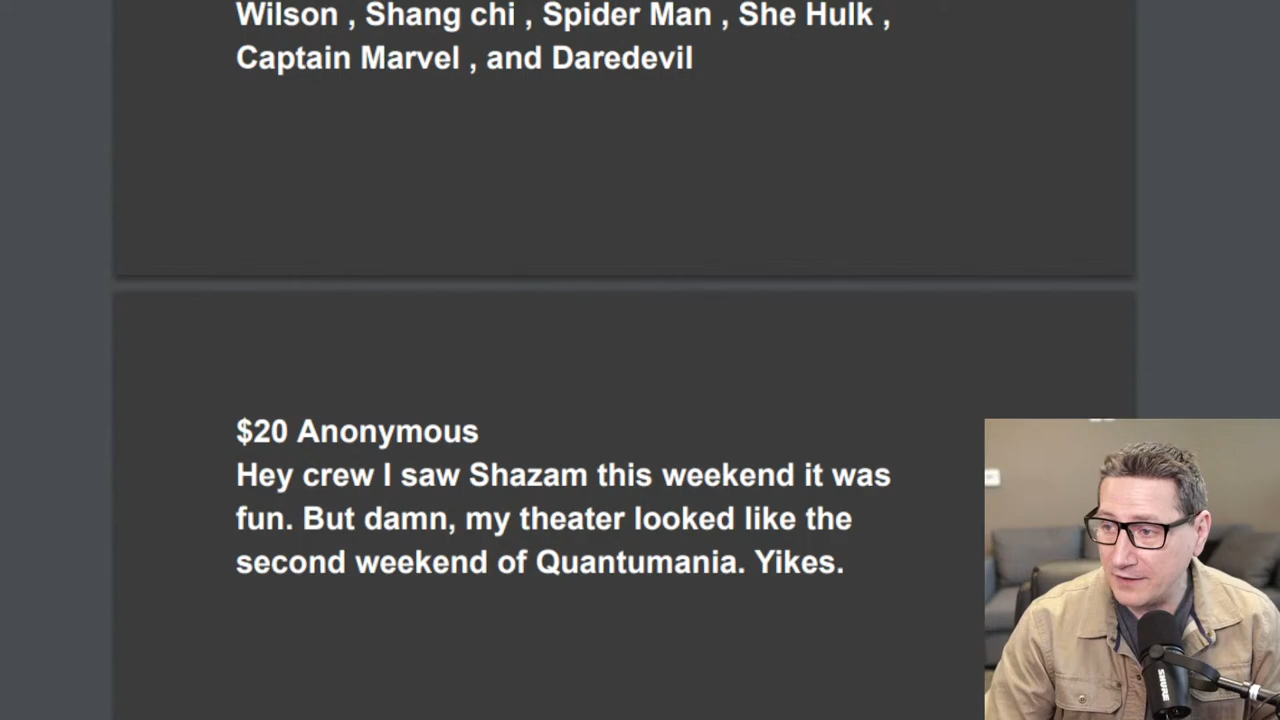 Wilson , Shang chi , Spider Man , She Hulk ,
Captain Marvel , and Daredevil
$20 Anonymous
Hey crew I saw Shazam this weekend it was
fun. But damn, my theater looked like the
second weekend of Quantumania. Yikes.
SHURE